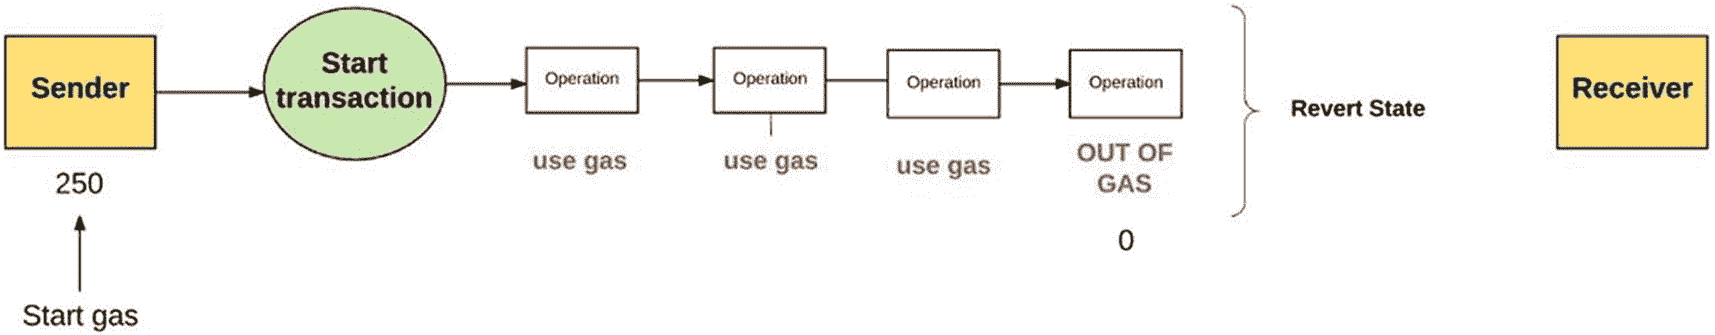 Sender
Start
transaction
Operation
Operation
Operation
Operation
Revert State
Receiver
use gas
use gas
use gas
OUT OF
GAS
250
0
Start gas